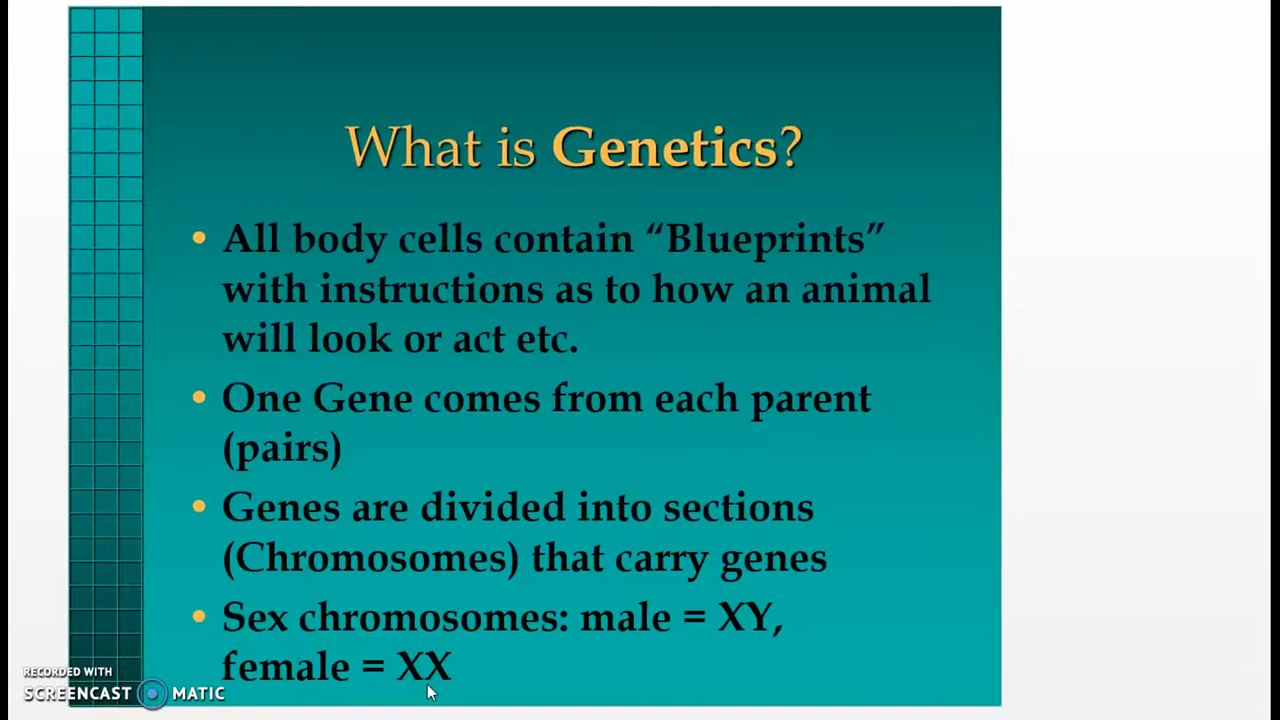 What is Genetics?
• All body cells contain “Blueprints”
with instructions as to how an animal
will look or act etc.
• One Gene comes from each parent
(pairs)
• Genes are divided into sections
(Chromosomes) that carry genes
• Sex chromosomes: male = XY,
female = XX
RECORDED WITH
SCREENCAST MATIC